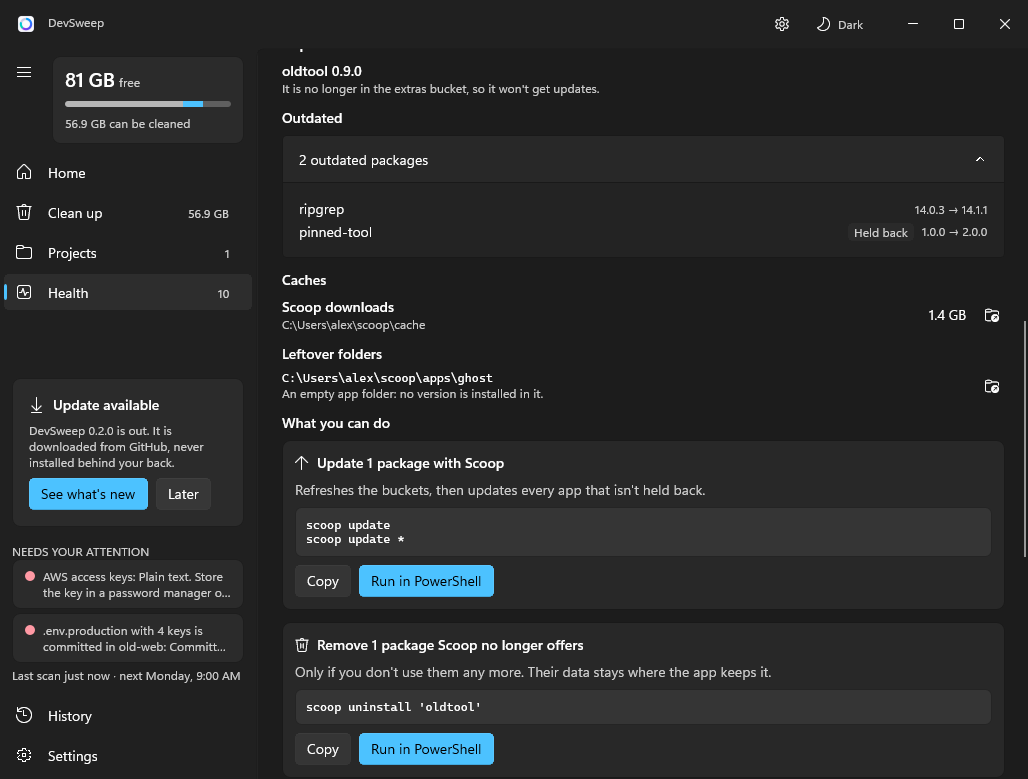 DevSweep
Dark
81 GB free
56.9 GB can be cleaned
Home
Clean up 56.9 GB
Projects 1
Health 10
Update available
DevSweep 0.2.0 is out. It is
downloaded from GitHub, never
installed behind your back.
See what's new Later
NEEDS YOUR ATTENTION
AWS access keys: Plain text. Store
the key in a password manager o...
.env.production with 4 keys is
committed in old-web: Committ...
Last scan just now · next Monday, 9:00 AM
History
Settings
oldtool 0.9.0
It is no longer in the extras bucket, so it won't get updates.
Outdated
2 outdated packages
ripgrep 14.0.3 → 14.1.1
pinned-tool Held back 1.0.0 → 2.0.0
Caches
Scoop downloads
C:\Users\alex\scoop\cache
1.4 GB
Leftover folders
C:\Users\alex\scoop\apps\ghost
An empty app folder: no version is installed in it.
What you can do
Update 1 package with Scoop
Refreshes the buckets, then updates every app that isn't held back.
scoop update
scoop update *
Copy Run in PowerShell
Remove 1 package Scoop no longer offers
Only if you don't use them any more. Their data stays where the app keeps it.
scoop uninstall 'oldtool'
Copy Run in PowerShell